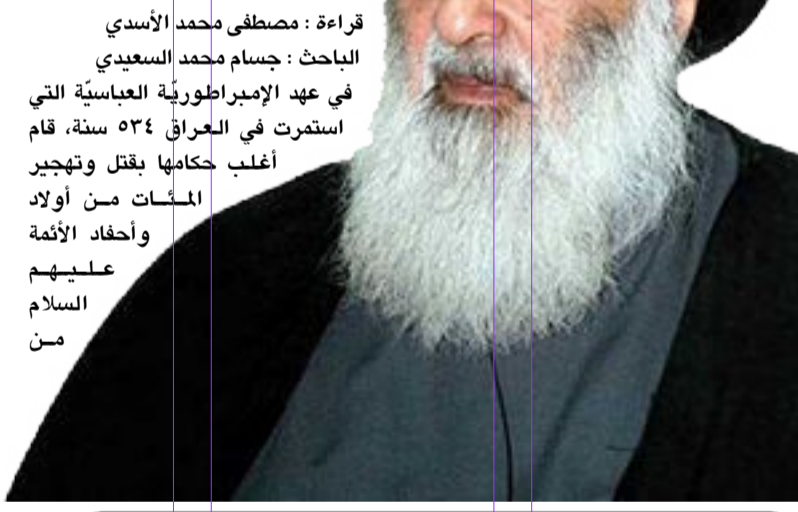 قراءة : مصطفى محمد الأسدي
الباحث : جسام محمد السعيدي
في عهد الإمبراطوريّة العباسيّة التي
استمرت في العراق ٥٣٤ سنة، قام
أغلب حكامها بقتل وتهجير
المئات من أولاد
وأحفاد الأئمة
عليهم
السلام
من